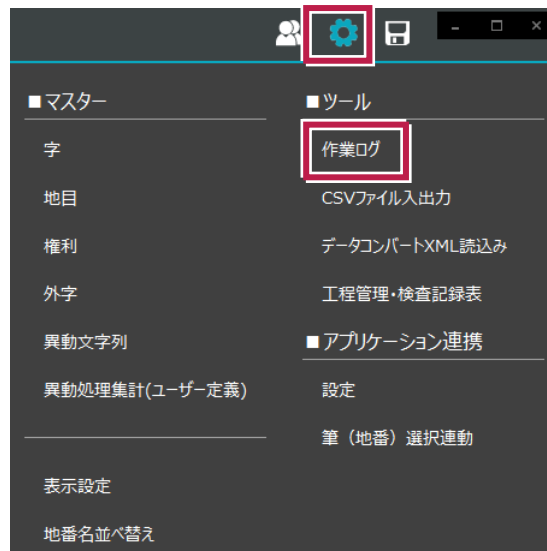 ■マスター
字
地目
権利
外字
異動文字列
異動処理集計(ユーザー定義)
表示設定
地番名並べ替え
■ツール
作業ログ
CSVファイル入出力
データコンバートXML読込み
工程管理・検査記録表
■アプリケーション連携
設定
筆（地番）選択連動